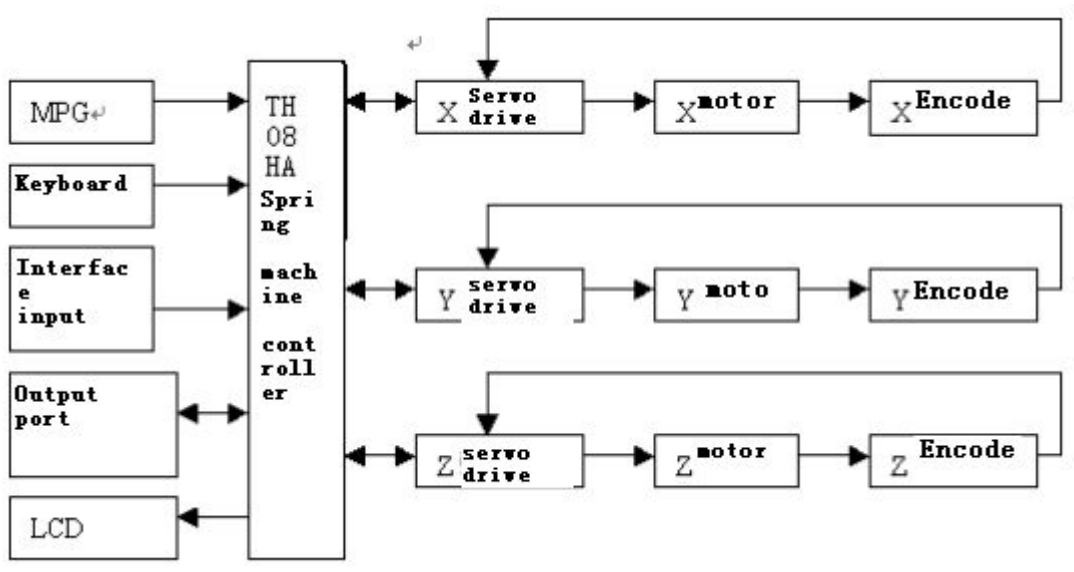 MPG↵
Keyboard
Interfac
e
input
Output
port
LCD
TH
08
HA
Spri
ng
mach
ine
cont
roll
er
↵
X Servo
drive
X motor
X Encode
Y servo
drive
Y moto
Y Encode
Z servo
drive
Z motor
Z Encode